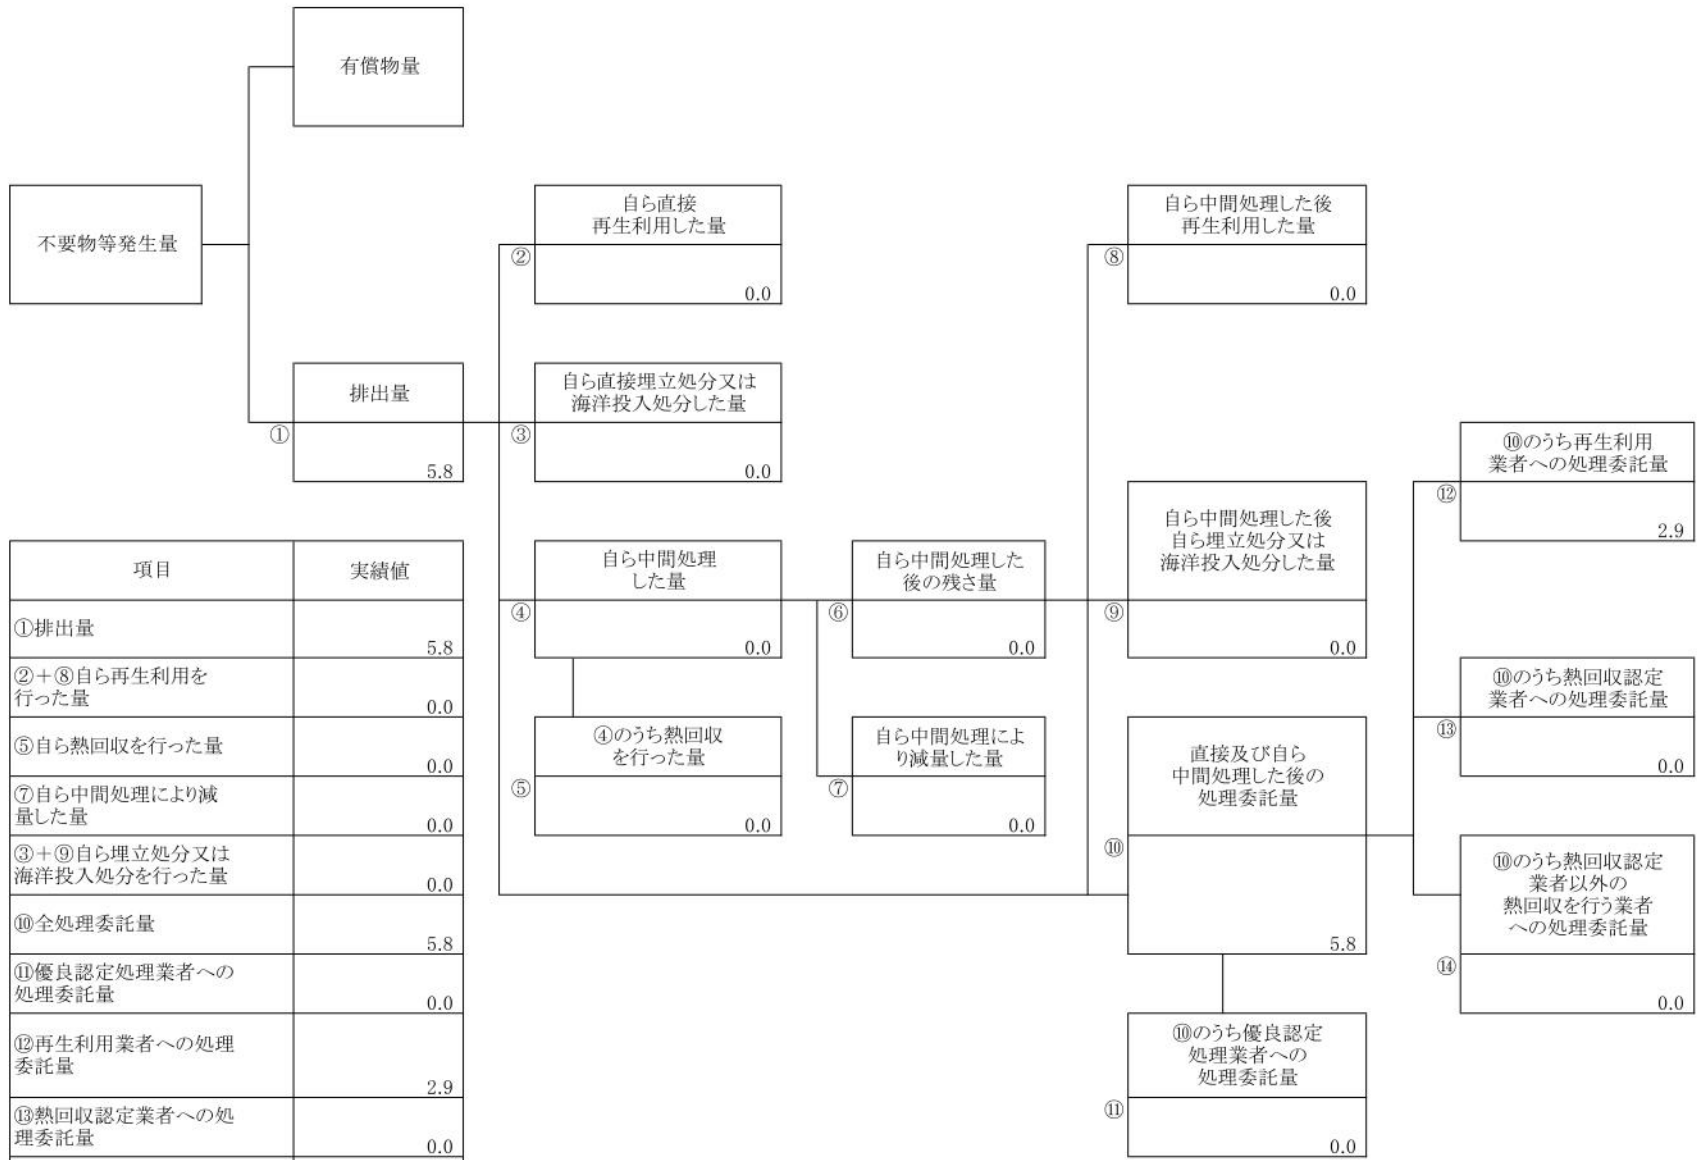 有償物量
不要物等発生量
自ら直接
再生利用した量
②
0.0
自ら中間処理した後
再生利用した量
⑧
0.0
排出量
①
5.8
自ら直接埋立処分又は
海洋投入処分した量
③
0.0
⑩のうち再生利用
業者への処理委託量
⑫
2.9
自ら中間処理
した量
④
0.0
自ら中間処理した
後の残さ量
⑥
0.0
自ら中間処理した後
自ら埋立処分又は
海洋投入処分した量
⑨
0.0
⑩のうち熱回収認定
業者への処理委託量
⑬
0.0
④のうち熱回収
を行った量
⑤
0.0
自ら中間処理によ
り減量した量
⑦
0.0
直接及び自ら
中間処理した後の
処理委託量
⑩
5.8
⑩のうち熱回収認定
業者以外の
熱回収を行う業者
への処理委託量
⑭
0.0
⑩のうち優良認定
処理業者への
処理委託量
⑪
0.0
項目 実績値
①排出量
5.8
②+⑧自ら再生利用を
行った量
0.0
⑤自ら熱回収を行った量
0.0
⑦自ら中間処理により減
量した量
0.0
③+⑨自ら埋立処分又は
海洋投入処分を行った量
0.0
⑩全処理委託量
5.8
⑪優良認定処理業者への
処理委託量
0.0
⑫再生利用業者への処理
委託量
2.9
⑬熱回収認定業者への処
理委託量
0.0